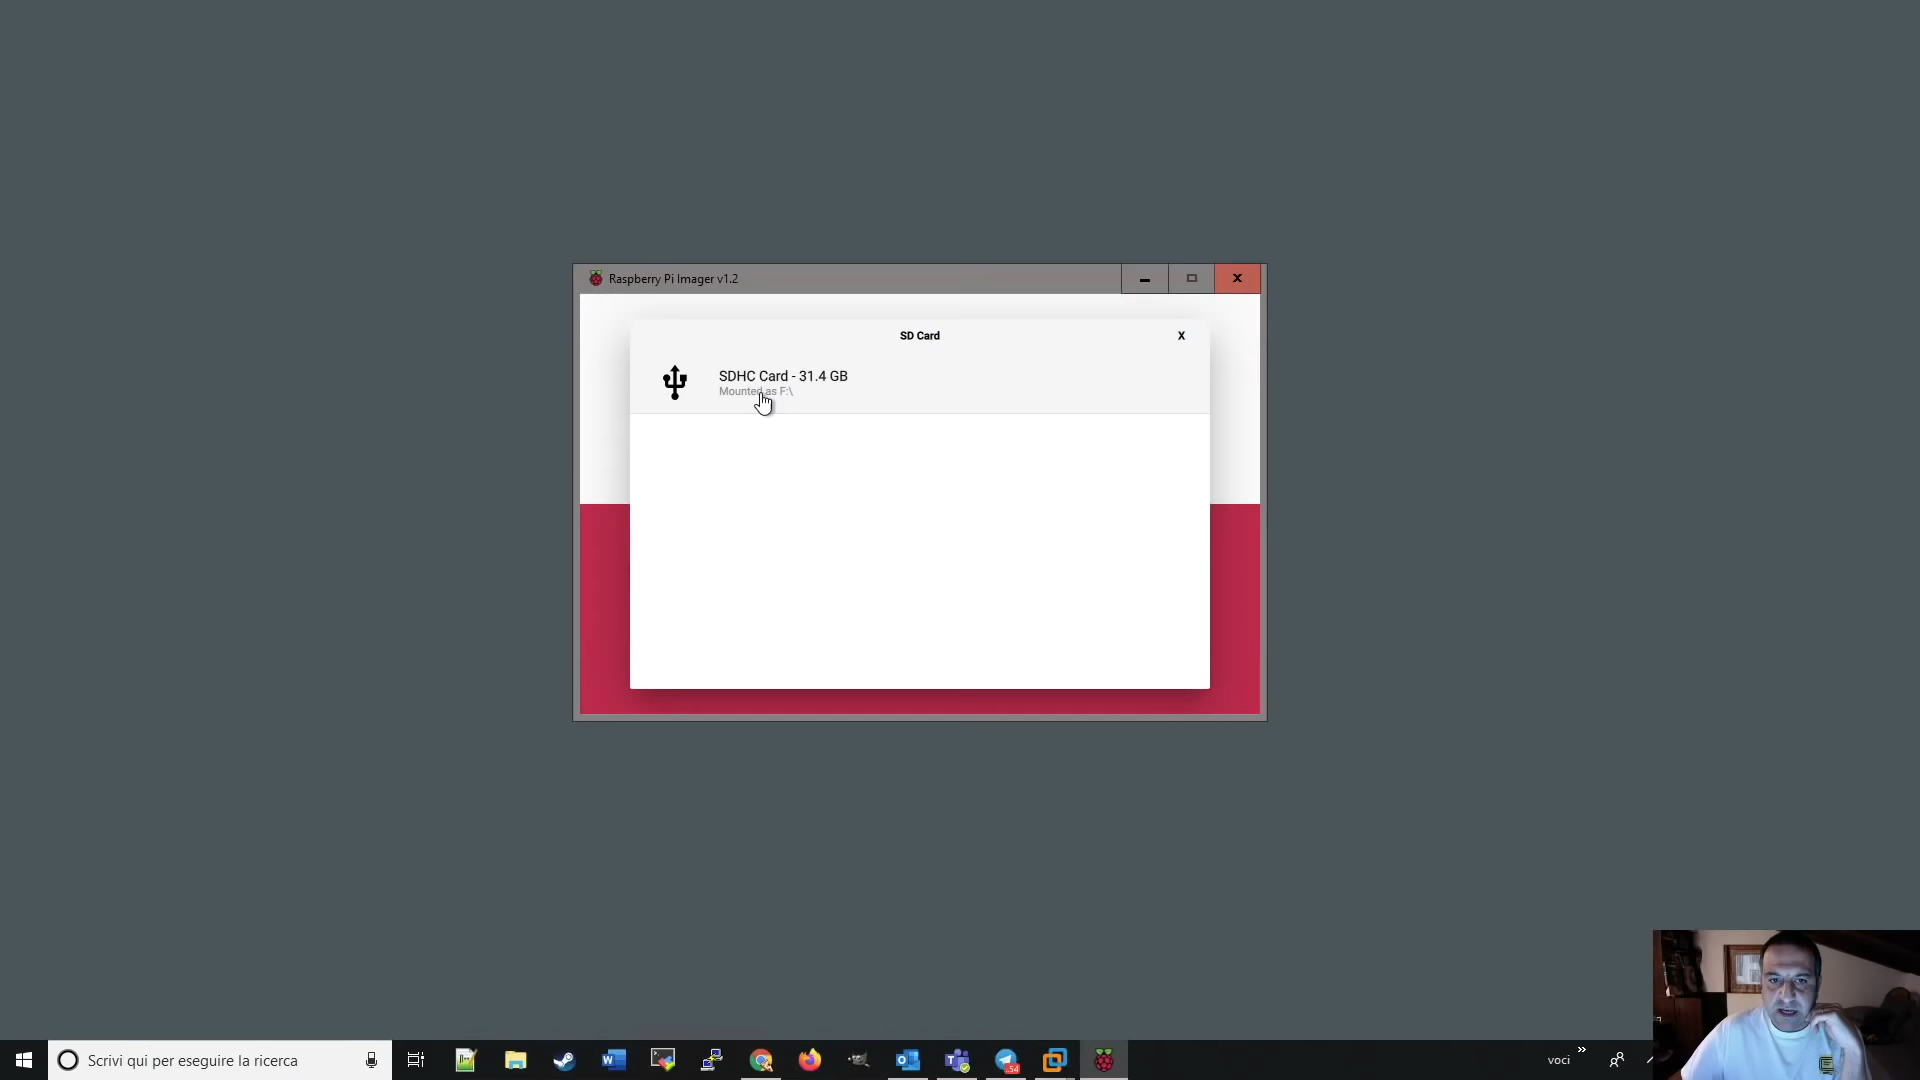 Raspberry Pi Imager v1.2
SD Card
X
SDHC Card - 31.4 GB
Mounted as F:\
Scrivi qui per eseguire la ricerca
54
voci